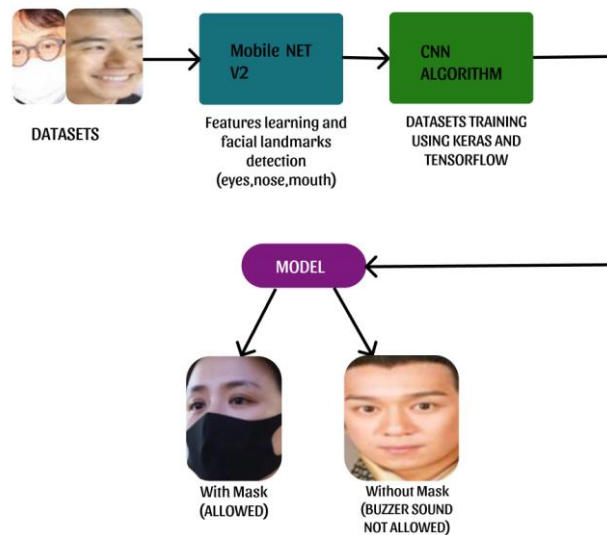 Mobile NET
V2
CNN
ALGORITHM
DATASETS
Features learning and
facial landmarks
detection
(eyes,nose,mouth)
DATASETS TRAINING
USING KERAS AND
TENSORFLOW
MODEL
With Mask
(ALLOWED)
Without Mask
(BUZZER SOUND
NOT ALLOWED)